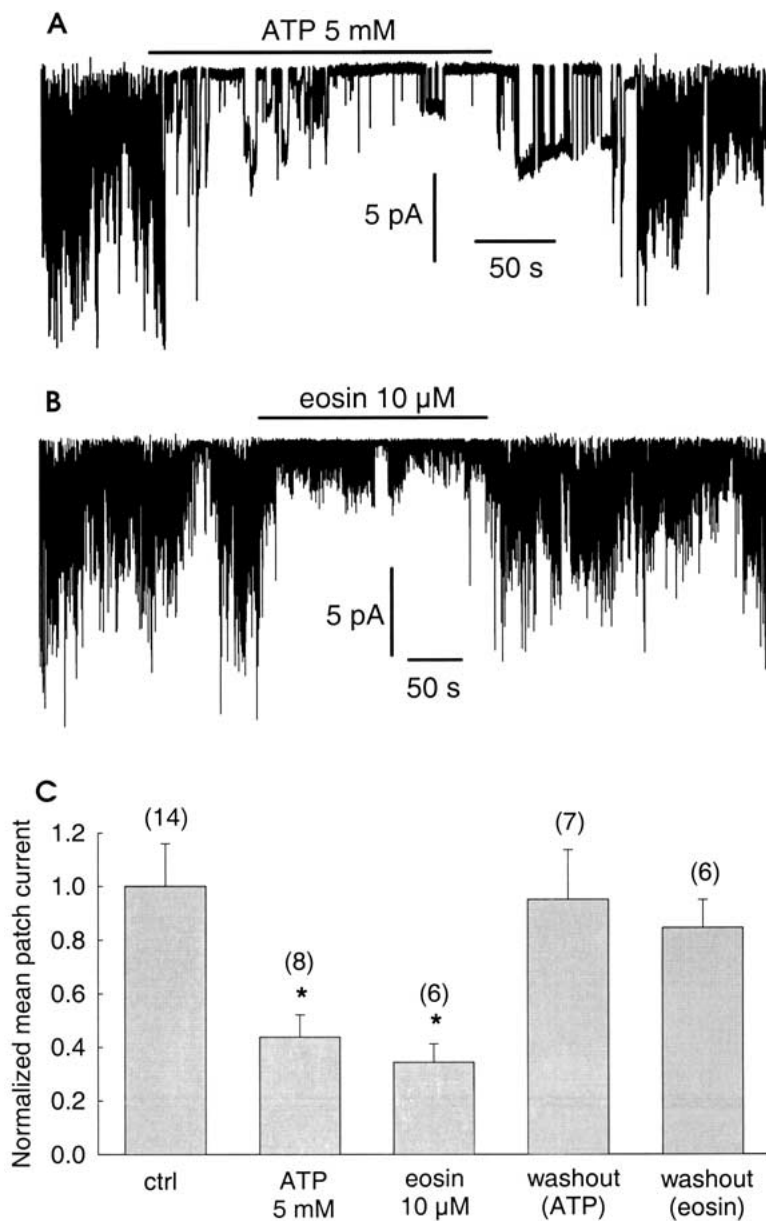 A
ATP 5 mM
5 pA
50 s
B
eosin 10 µM
5 pA
50 s
C
Normalized mean patch current
1.2
1.0
0.8
0.6
0.4
0.2
0.0
(14)
(8)
*
(6)
*
(7)
(6)
ctrl
ATP
5 mM
eosin
10 µM
washout
(ATP)
washout
(eosin)